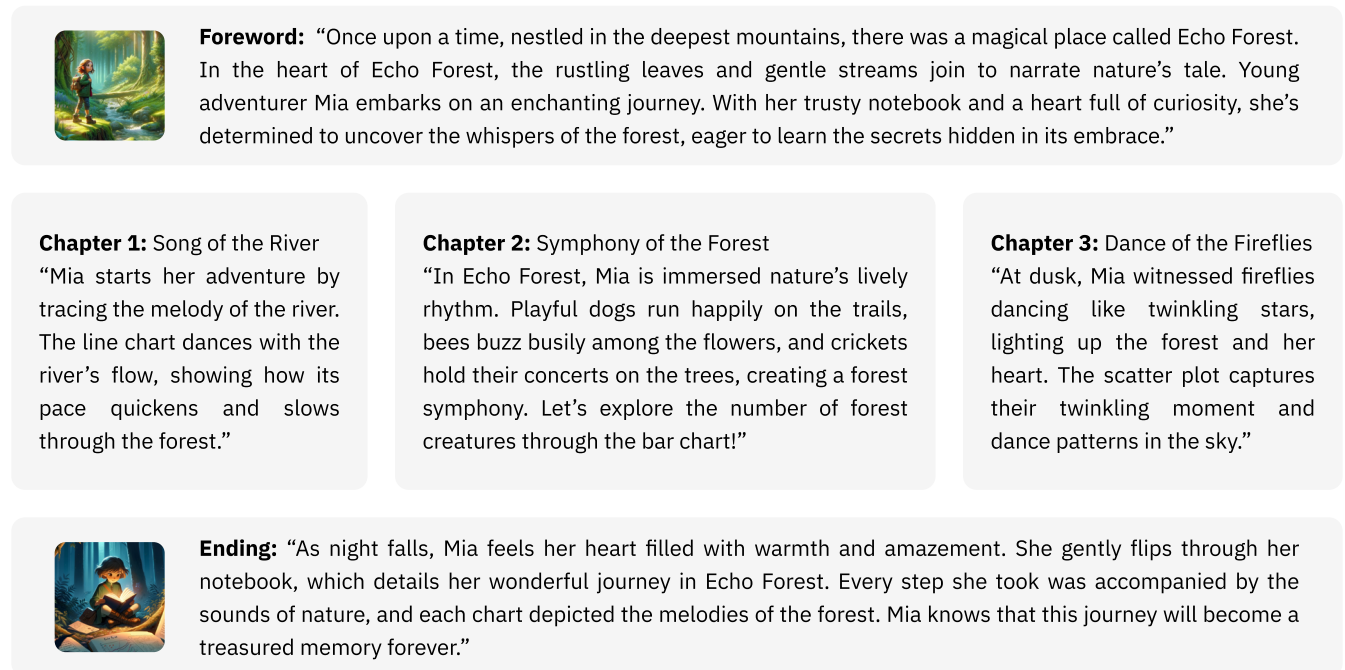 Foreword: “Once upon a time, nestled in the deepest mountains, there was a magical place called Echo Forest.
In the heart of Echo Forest, the rustling leaves and gentle streams join to narrate nature’s tale. Young
adventurer Mia embarks on an enchanting journey. With her trusty notebook and a heart full of curiosity, she’s
determined to uncover the whispers of the forest, eager to learn the secrets hidden in its embrace.”
Chapter 1: Song of the River
“Mia starts her adventure by
tracing the melody of the river.
The line chart dances with the
river’s flow, showing how its
pace quickens and slows
through the forest.”
Chapter 2: Symphony of the Forest
“In Echo Forest, Mia is immersed nature’s lively
rhythm. Playful dogs run happily on the trails,
bees buzz busily among the flowers, and crickets
hold their concerts on the trees, creating a forest
symphony. Let’s explore the number of forest
creatures through the bar chart!”
Chapter 3: Dance of the Fireflies
“At dusk, Mia witnessed fireflies
dancing like twinkling stars,
lighting up the forest and her
heart. The scatter plot captures
their twinkling moment and
dance patterns in the sky.”
Ending: “As night falls, Mia feels her heart filled with warmth and amazement. She gently flips through her
notebook, which details her wonderful journey in Echo Forest. Every step she took was accompanied by the
sounds of nature, and each chart depicted the melodies of the forest. Mia knows that this journey will become a
treasured memory forever.”